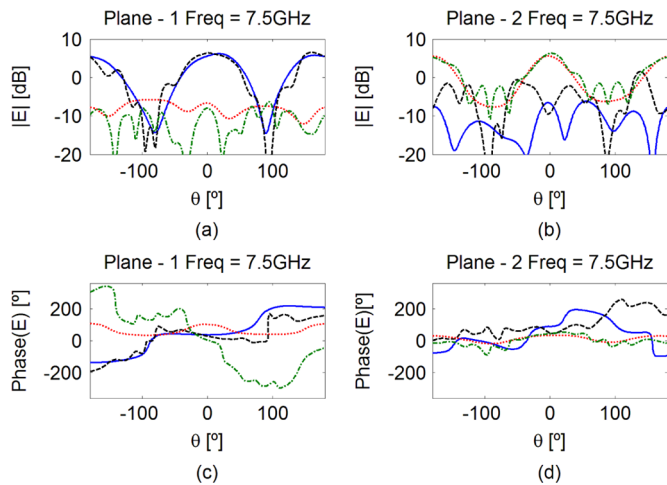 Plane - 1 Freq = 7.5GHz
|E| [dB]
10
0
-10
-20
-100 0 100
θ [º]
(a)
Plane - 2 Freq = 7.5GHz
|E| [dB]
10
0
-10
-20
-100 0 100
θ [º]
(b)
Plane - 1 Freq = 7.5GHz
Phase(E) [º]
200
0
-200
-100 0 100
θ [º]
(c)
Plane - 2 Freq = 7.5GHz
Phase(E)[º]
200
0
-200
-100 0 100
θ [º]
(d)